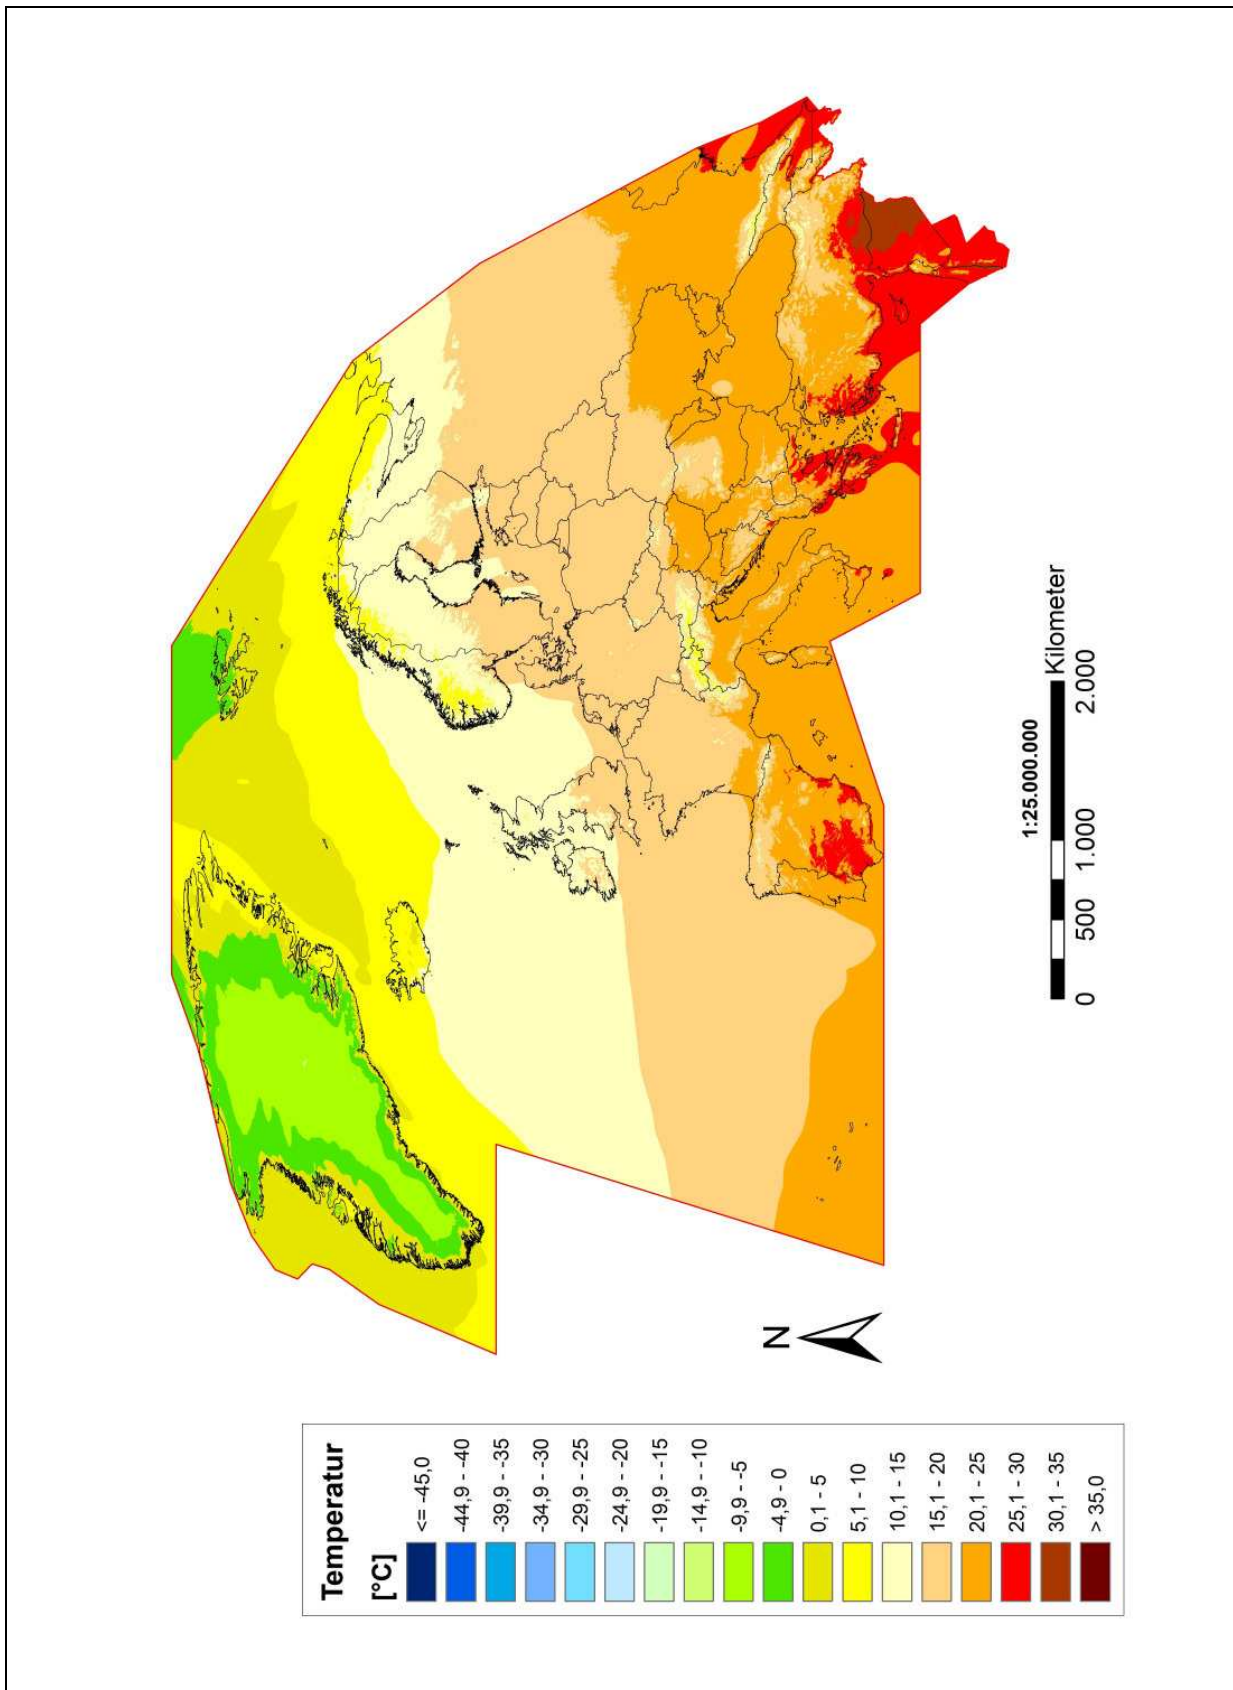 Temperatur
[°C]
<= -45,0
-44,9 - -40
-39,9 - -35
-34,9 - -30
-29,9 - -25
-24,9 - -20
-19,9 - -15
-14,9 - -10
-9,9 - -5
-4,9 - 0
0,1 - 5
5,1 - 10
10,1 - 15
15,1 - 20
20,1 - 25
25,1 - 30
30,1 - 35
> 35,0
N
1:25.000.000
Kilometer
0 500 1.000 2.000